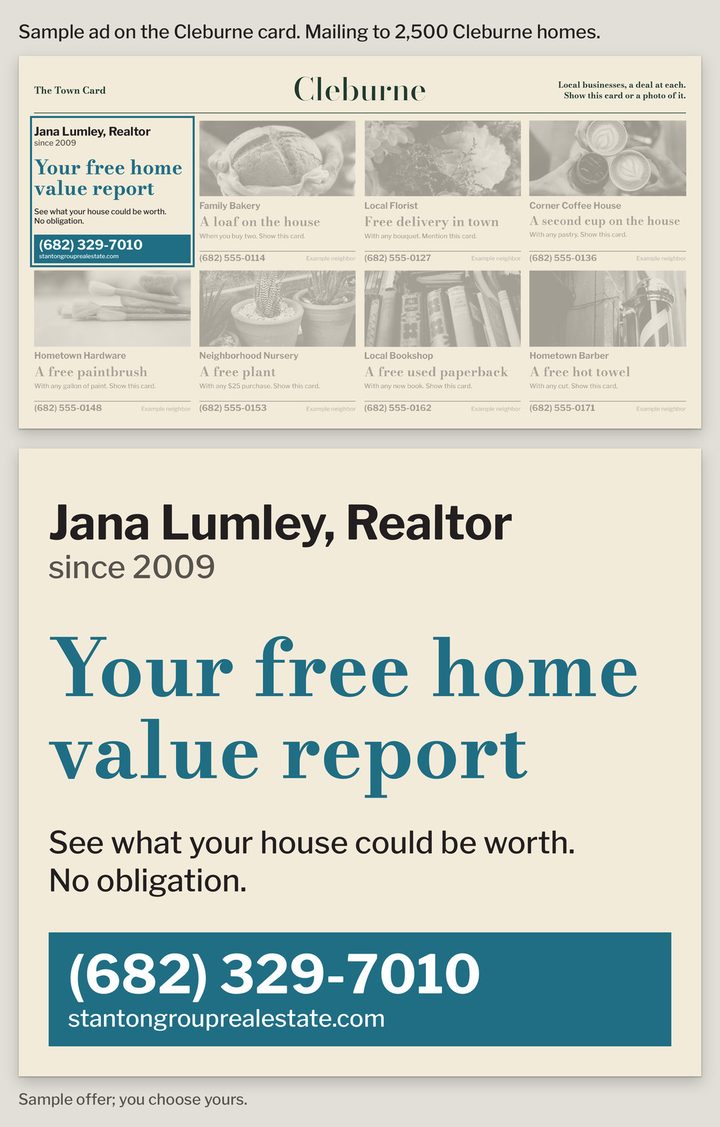 Sample ad on the Cleburne card. Mailing to 2,500 Cleburne homes.
The Town Card
Cleburne
Local businesses, a deal at each.
Show this card or a photo of it.
Jana Lumley, Realtor
since 2009
Your free home
value report
See what your house could be worth.
No obligation.
(682) 329-7010
stantongrouprealestate.com
Family Bakery
A loaf on the house
When you buy two. Show this card.
(682) 555-0114
Example neighbor
Local Florist
Free delivery in town
With any bouquet. Mention this card.
(682) 555-0127
Example neighbor
Corner Coffee House
A second cup on the house
With any pastry. Show this card.
(682) 555-0136
Example neighbor
Hometown Hardware
A free paintbrush
With any gallon of paint. Show this card.
(682) 555-0148
Example neighbor
Neighborhood Nursery
A free plant
With any $25 purchase. Show this card.
(682) 555-0153
Example neighbor
Local Bookshop
A free used paperback
With any new book. Show this card.
(682) 555-0162
Example neighbor
Hometown Barber
A free hot towel
With any cut. Show this card.
(682) 555-0171
Example neighbor
Jana Lumley, Realtor
since 2009
Your free home
value report
See what your house could be worth.
No obligation.
(682) 329-7010
stantongrouprealestate.com
Sample offer; you choose yours.